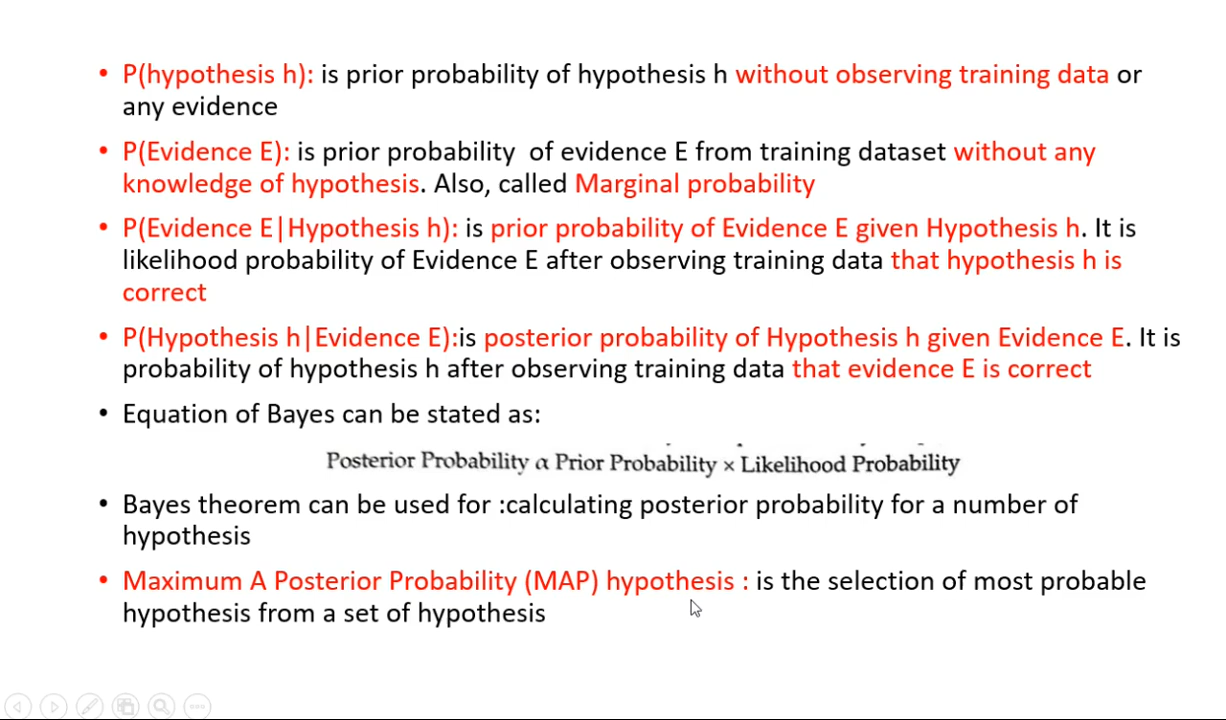 • P(hypothesis h): is prior probability of hypothesis h without observing training data or
any evidence
• P(Evidence E): is prior probability  of evidence E from training dataset without any
knowledge of hypothesis. Also, called Marginal probability
• P(Evidence E|Hypothesis h): is prior probability of Evidence E given Hypothesis h. It is
likelihood probability of Evidence E after observing training data that hypothesis h is
correct
• P(Hypothesis h|Evidence E):is posterior probability of Hypothesis h given Evidence E. It is
probability of hypothesis h after observing training data that evidence E is correct
• Equation of Bayes can be stated as:
Posterior Probability α Prior Probability × Likelihood Probability
• Bayes theorem can be used for :calculating posterior probability for a number of
hypothesis
• Maximum A Posterior Probability (MAP) hypothesis : is the selection of most probable
hypothesis from a set of hypothesis